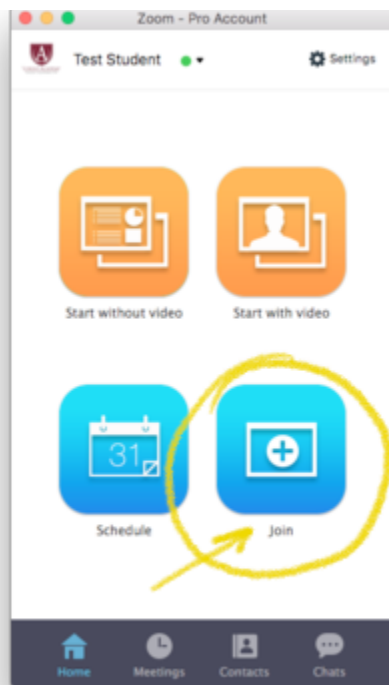 Zoom - Pro Account
Test Student
Settings
Start without video
Start with video
31
Schedule
Join
Home
Meetings
Contacts
Chats